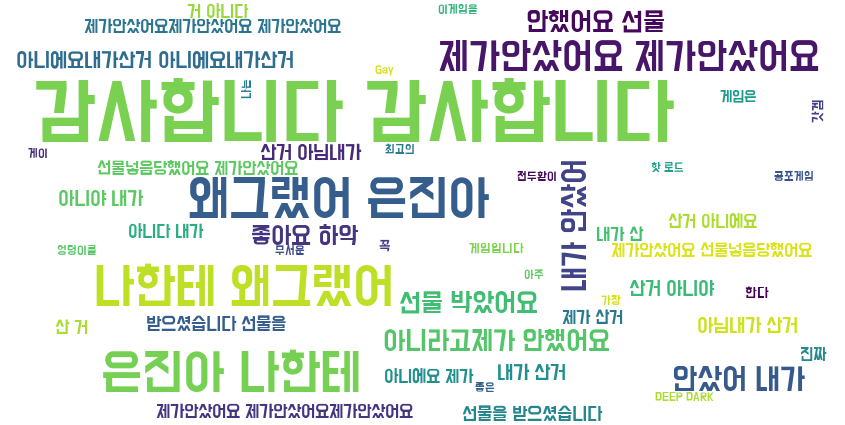 거 아니다
이게임을
제가안샀어요제가안샀어요 제가안샀어요
안했어요 선물
아니에요내가산거 아니에요내가산거
제가안샀어요 제가안샀어요
Gay
나는
감사합니다 감사합니다
게임은
갓겜
게이
산거 아님내가
최고의
선물넣음당했어요 제가안샀어요
전두환이
핫 로드
공포게임
왜그랬어 은진아
내가 안샀어
아니야 내가
아니다 내가
좋아요 하악
꼭
내가 산
산거 아니에요
엉덩이를
무서운
게임입니다
제가안샀어요 선물넣음당했어요
나한테 왜그랬어
아주
산거 아니야
한다
선물 박았어요
가장
산 거
받으셨습니다 선물을
제가 산거
아님내가 산거
아니라고제가 안했어요
진짜
은진아 나한테
아니에요 제가
좋은
내가 산거
안샀어 내가
DEEP DARK
제가안샀어요 제가안샀어요제가안샀어요
선물을 받으셨습니다